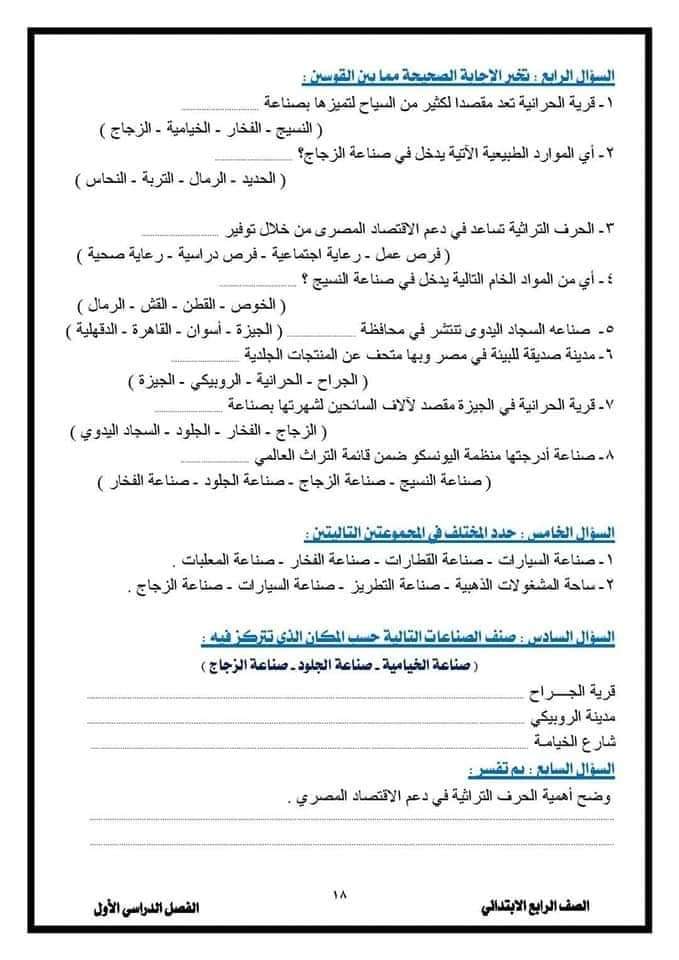 السؤال الرابع : تخير الاجابة الصحيحة مما بين القوسين :
١- قرية الحرانية تعد مقصدا لكثير من السياح لتميزها بصناعة ............
( النسيج - الفخار - الخيامية - الزجاج )
٢- أي الموارد الطبيعية الآتية يدخل في صناعة الزجاج؟ ............
( الحديد - الرمال - التربة - النحاس )
٣- الحرف التراثية تساعد في دعم الاقتصاد المصرى من خلال توفير ............
( فرص عمل - رعاية اجتماعية - فرص دراسية - رعاية صحية )
٤- أي من المواد الخام التالية يدخل في صناعة النسيج ؟ ............
( الخوص - القطن - القش - الرمال )
٥- صناعه السجاد اليدوى تنتشر في محافظة ............ ( الجيزة - أسوان - القاهرة - الدقهلية )
٦- مدينة صديقة للبيئة في مصر وبها متحف عن المنتجات الجلدية ............
( الجراح - الحرانية - الروبيكي - الجيزة )
٧- قرية الحرانية في الجيزة مقصد لآلاف السائحين لشهرتها بصناعة ............
( الزجاج - الفخار - الجلود - السجاد اليدوي )
٨- صناعة أدرجتها منظمة اليونسكو ضمن قائمة التراث العالمي ............
( صناعة النسيج - صناعة الزجاج - صناعة الجلود - صناعة الفخار )
السؤال الخامس : حدد المختلف في المجموعتين التاليتين :
١- صناعة السيارات - صناعة القطارات - صناعة الفخار - صناعة المعلبات .
٢- ساحة المشغولات الذهبية - صناعة التطريز - صناعة السيارات - صناعة الزجاج .
السؤال السادس : صنف الصناعات التالية حسب المكان الذي تتركز فيه :
( صناعة الخيامية - صناعة الجلود - صناعة الزجاج )
قرية الجـــراح ............
مدينة الروبيكي ............
شارع الخيامة ............
السؤال السابع : بم تفسر :
وضح أهمية الحرف التراثية في دعم الاقتصاد المصري .
............
............
١٨
الصف الرابع الابتدائي
الفصل الدراسى الأول